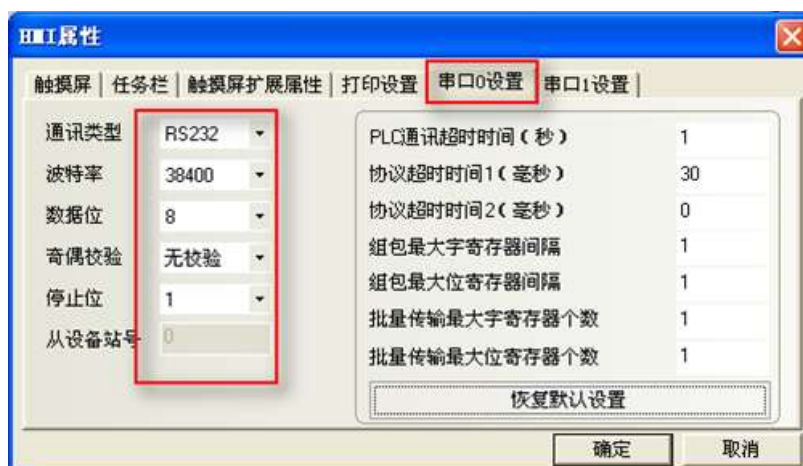 HMI属性
触摸屏 | 任务栏 | 触摸屏扩展属性 | 打印设置 | 串口0设置 | 串口1设置
通讯类型 RS232
波特率 38400
数据位 8
奇偶校验 无校验
停止位 1
从设备站号 0
PLC通讯超时时间(秒) 1
协议超时时间1(毫秒) 30
协议超时时间2(毫秒) 0
组包最大字寄存器间隔 1
组包最大位寄存器间隔 1
批量传输最大字寄存器个数 1
批量传输最大位寄存器个数 1
恢复默认设置
确定 取消